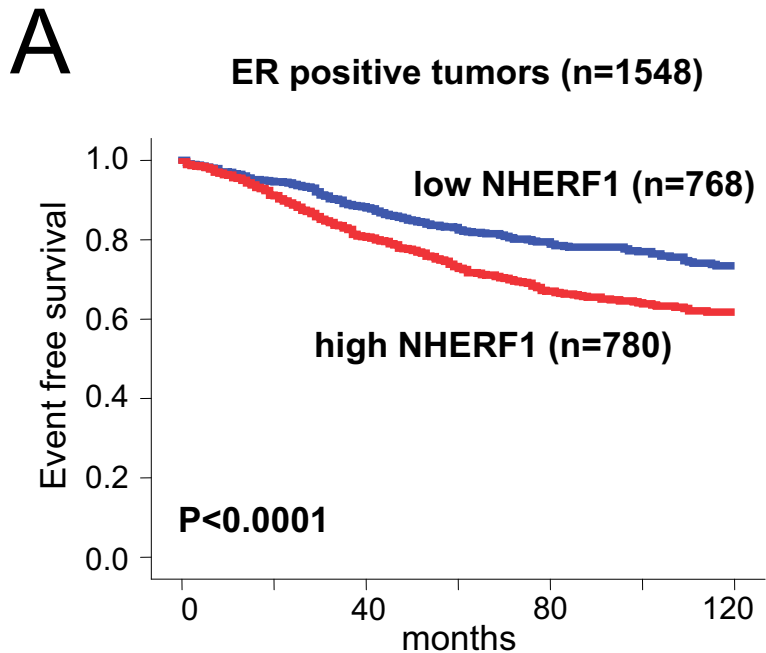 A
ER positive tumors (n=1548)
1.0
low NHERF1 (n=768)
0.8
Event free survival
0.6
high NHERF1 (n=780)
0.4
0.2
P<0.0001
0.0
0 40 80 120
months